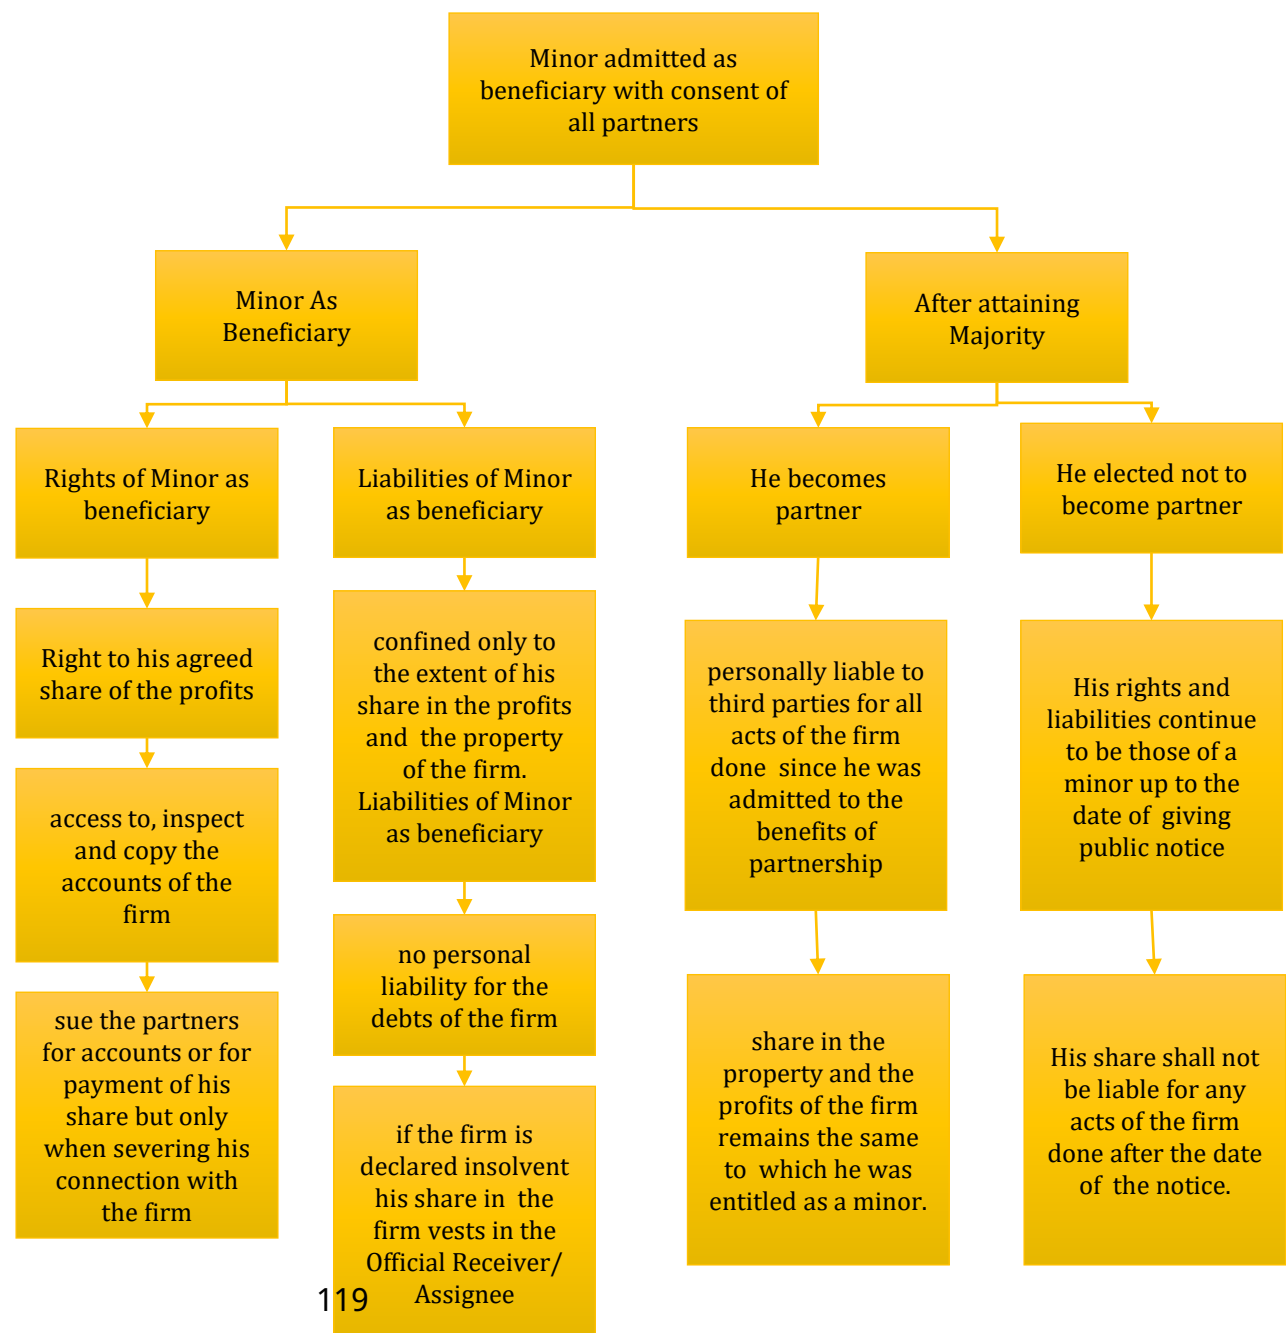 Minor admitted as
beneficiary with consent of
all partners
Minor As
Beneficiary
After attaining
Majority
Rights of Minor as
beneficiary
Liabilities of Minor
as beneficiary
He becomes
partner
He elected not to
become partner
Right to his agreed
share of the profits
access to, inspect
and copy the
accounts of the
firm
sue the partners
for accounts or for
payment of his
share but only
when severing his
connection with
the firm
confined only to
the extent of his
share in the profits
and the property
of the firm.
Liabilities of Minor
as beneficiary
no personal
liability for the
debts of the firm
if the firm is
declared insolvent
his share in the
firm vests in the
Official Receiver/
Assignee
personally liable to
third parties for all
acts of the firm
done since he was
admitted to the
benefits of
partnership
share in the
property and the
profits of the firm
remains the same
to which he was
entitled as a minor.
His rights and
liabilities continue
to be those of a
minor up to the
date of giving
public notice
His share shall not
be liable for any
acts of the firm
done after the date
of the notice.
119